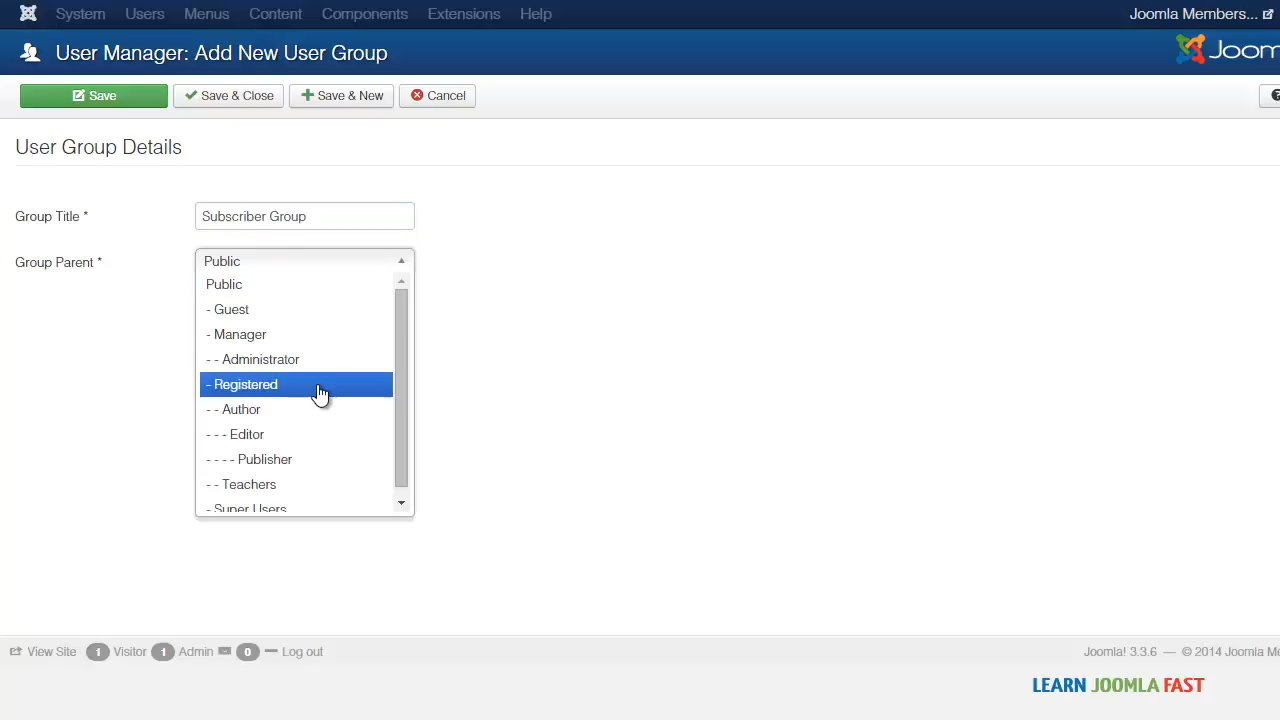 System Users Menus Content Components Extensions Help Joomla Members...
User Manager: Add New User Group
Joom
Save Save & Close Save & New Cancel
User Group Details
Group Title * Subscriber Group
Group Parent * Public
Public
- Guest
- Manager
- - Administrator
- Registered
- - Author
- - - Editor
- - - - Publisher
- - Teachers
- Super Users
View Site 1 Visitor 1 Admin 0 Log out Joomla! 3.3.6 — © 2014 Joomla Me
LEARN JOOMLA FAST